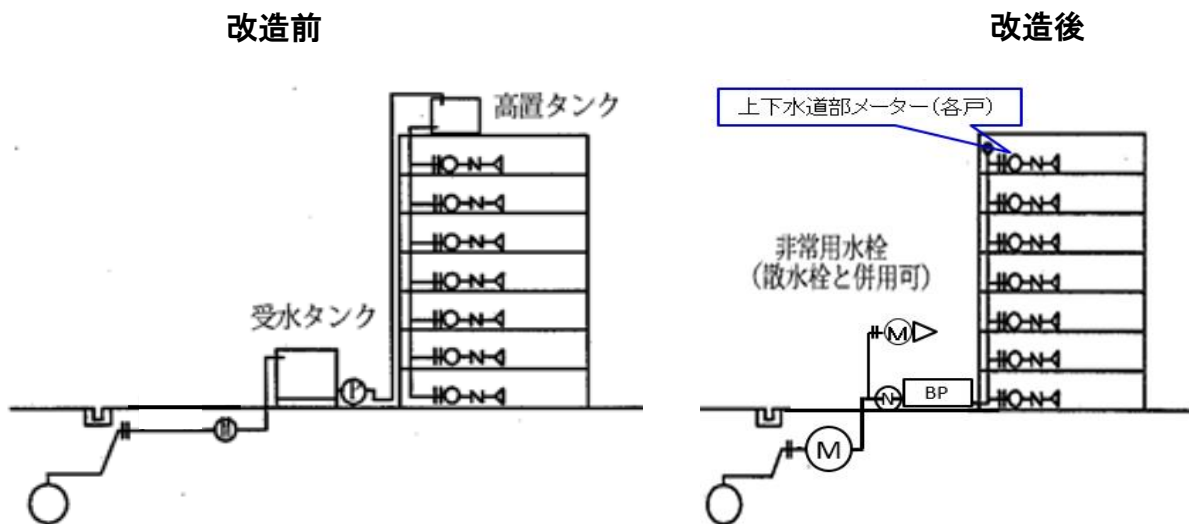 改造前
改造後
高置タンク
上下水道部メーター(各戸)
非常用水栓
(散水栓と併用可)
受水タンク
P
M
M
N
BP
M